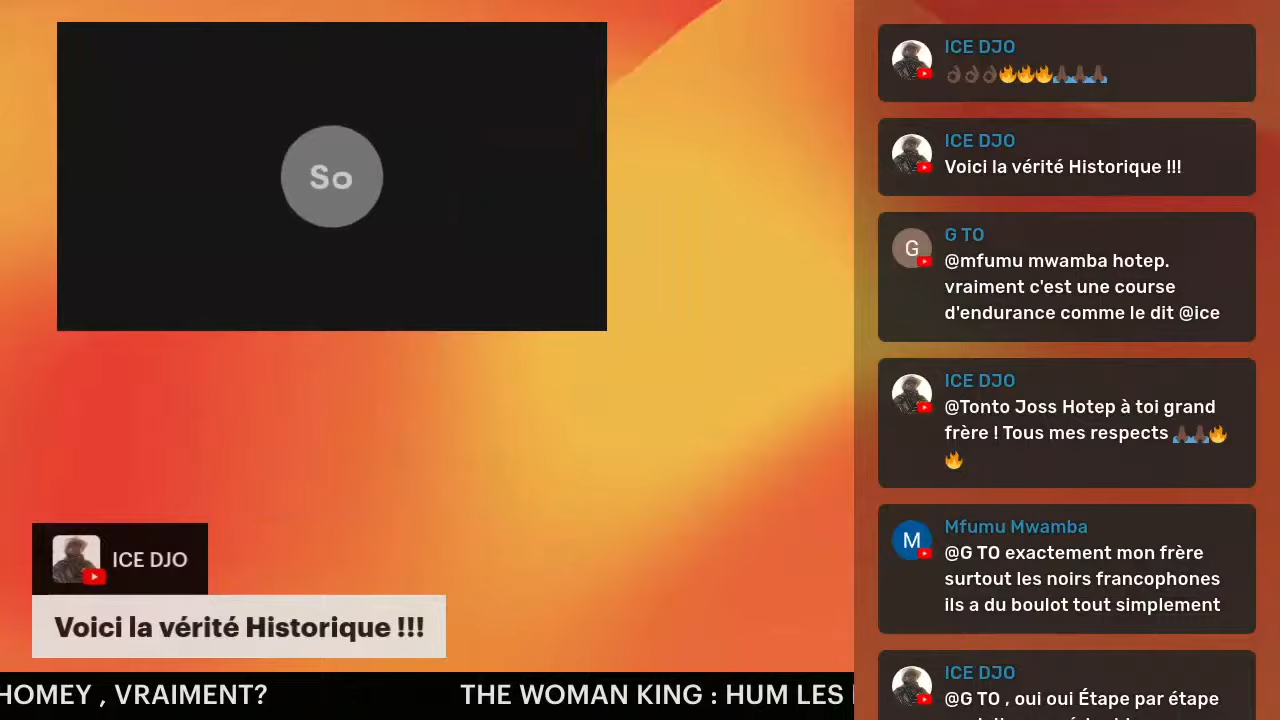 So
ICE DJO
Voici la vérité Historique !!!
HOMEY , VRAIMENT?
THE WOMAN KING : HUM LES
ICE DJO
👌🏿👌🏿👌🏿🔥🔥🔥🙏🏿🙏🏿🙏🏿
ICE DJO
Voici la vérité Historique !!!
G
G TO
@mfumu mwamba hotep.
vraiment c'est une course
d'endurance comme le dit @ice
ICE DJO
@Tonto Joss Hotep à toi grand
frère ! Tous mes respects 🙏🏿🙏🏿🔥
🔥
M
Mfumu Mwamba
@G TO exactement mon frère
surtout les noirs francophones
ils a du boulot tout simplement
ICE DJO
@G TO , oui oui Étape par étape